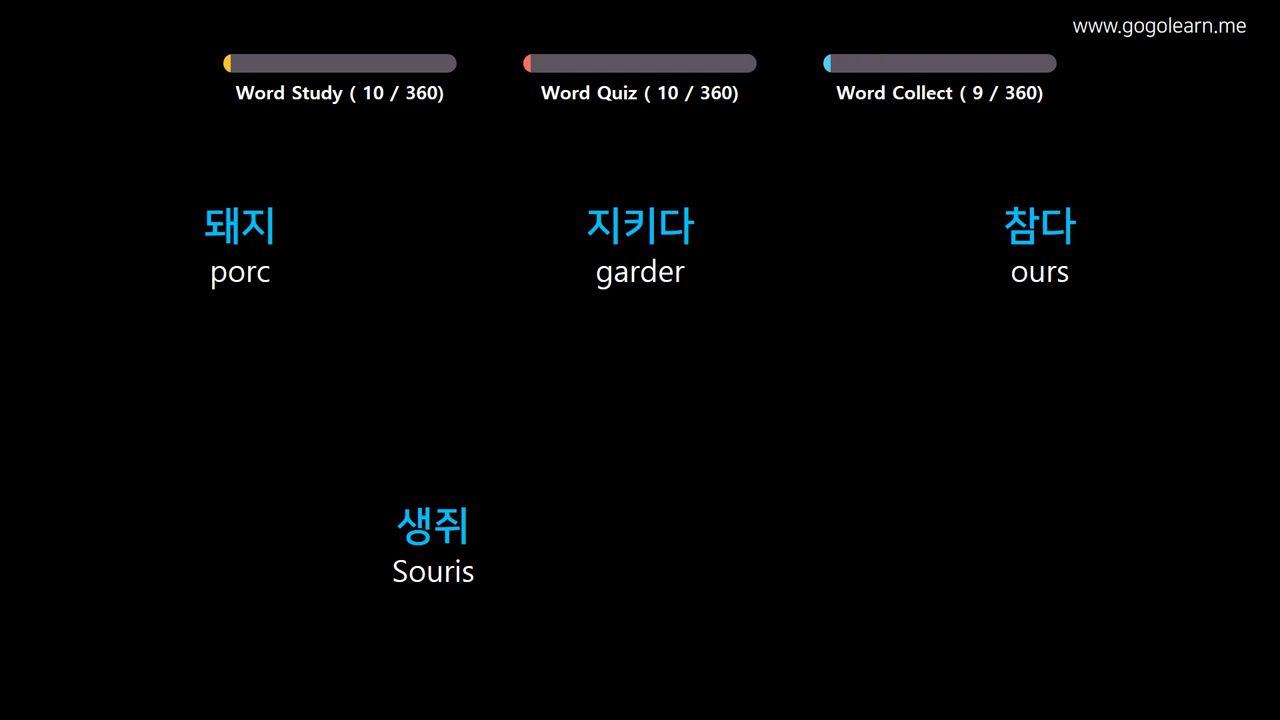 www.gogolearn.me
Word Study ( 10 / 360)
Word Quiz ( 10 / 360)
Word Collect ( 9 / 360)
돼지
porc
지키다
garder
참다
ours
생쥐
Souris